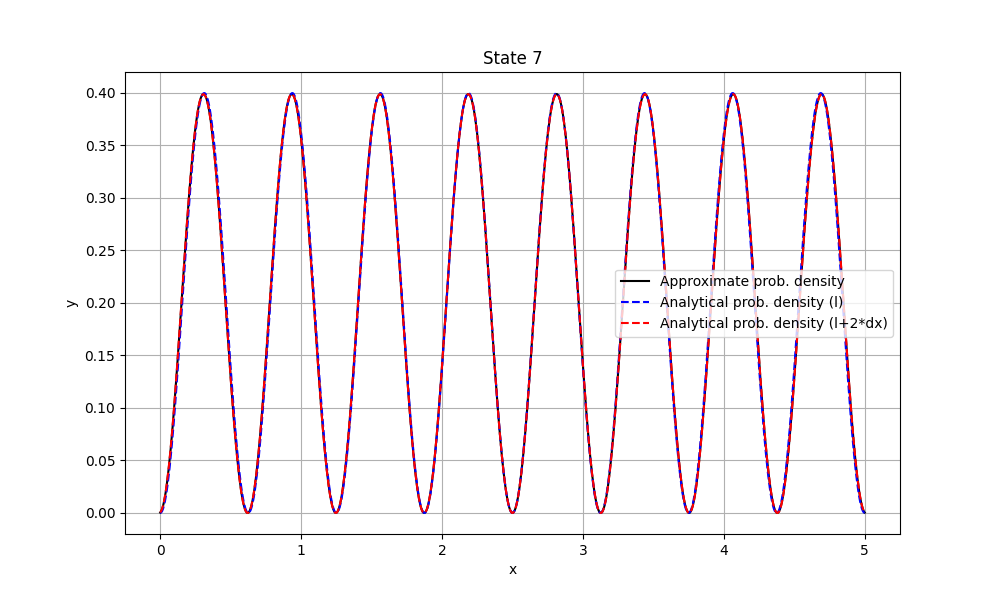 State 7
y
0.40
0.35
0.30
0.25
0.20
0.15
0.10
0.05
0.00
Approximate prob. density
Analytical prob. density (l)
Analytical prob. density (l+2*dx)
0 1 2 3 4 5
x